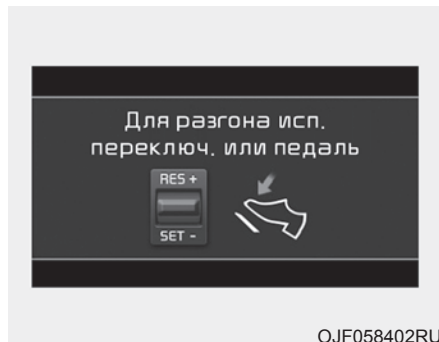 Для разгона исп.
переключ. или педаль
RES +
SET -
OJF058402RU